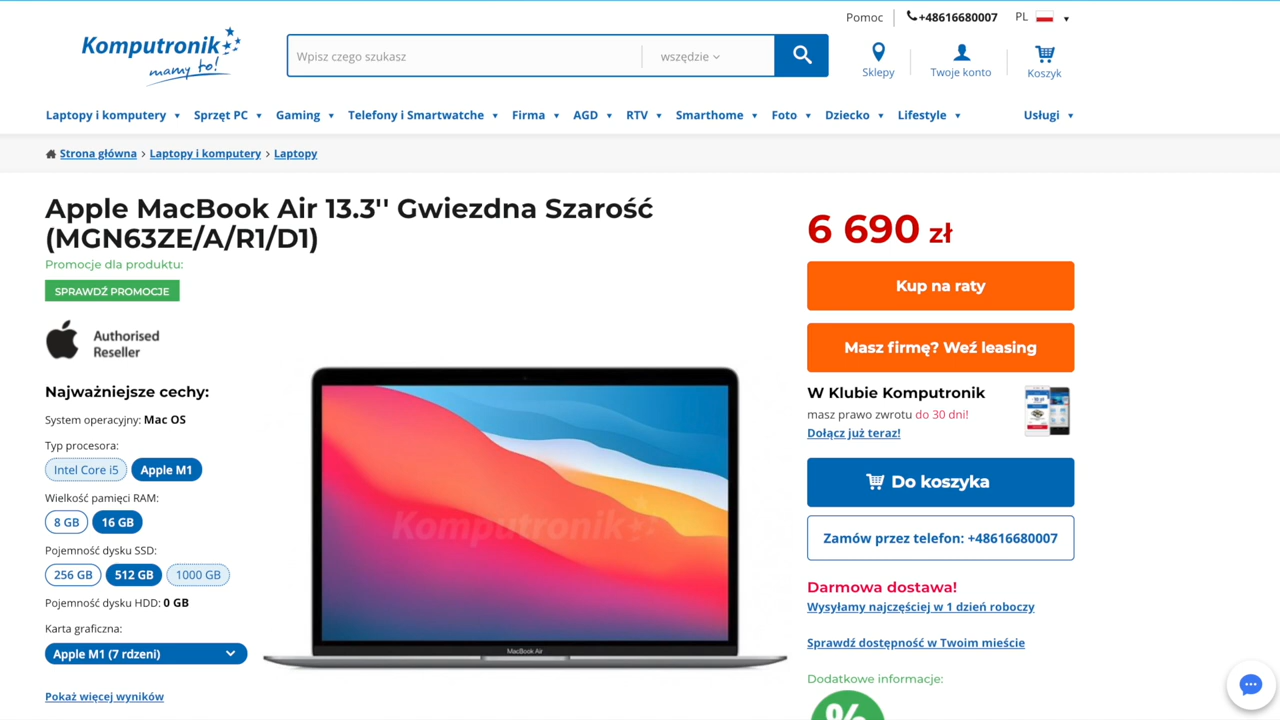 Pomoc
+48616680007
PL
Komputronik
mamy to!
Wpisz czego szukasz
wszędzie
Sklepy
Twoje konto
Koszyk
Laptopy i komputery
Sprzęt PC
Gaming
Telefony i Smartwatche
Firma
AGD
RTV
Smarthome
Foto
Dziecko
Lifestyle
Usługi
Strona główna
Laptopy i komputery
Laptopy
Apple MacBook Air 13.3'' Gwiezdna Szarość
(MGN63ZE/A/R1/D1)
Promocje dla produktu:
SPRAWDŹ PROMOCJE
Authorised
Reseller
Najważniejsze cechy:
System operacyjny: Mac OS
Typ procesora:
Intel Core i5
Apple M1
Wielkość pamięci RAM:
8 GB
16 GB
Pojemność dysku SSD:
256 GB
512 GB
1000 GB
Pojemność dysku HDD: 0 GB
Karta graficzna:
Apple M1 (7 rdzeni)
Pokaż więcej wyników
Komputronik
MacBook Air
6 690 zł
Kup na raty
Masz firmę? Weź leasing
W Klubie Komputronik
masz prawo zwrotu do 30 dni!
Dołącz już teraz!
Do koszyka
Zamów przez telefon: +48616680007
Darmowa dostawa!
Wysyłamy najczęściej w 1 dzień roboczy
Sprawdź dostępność w Twoim mieście
Dodatkowe informacje:
%